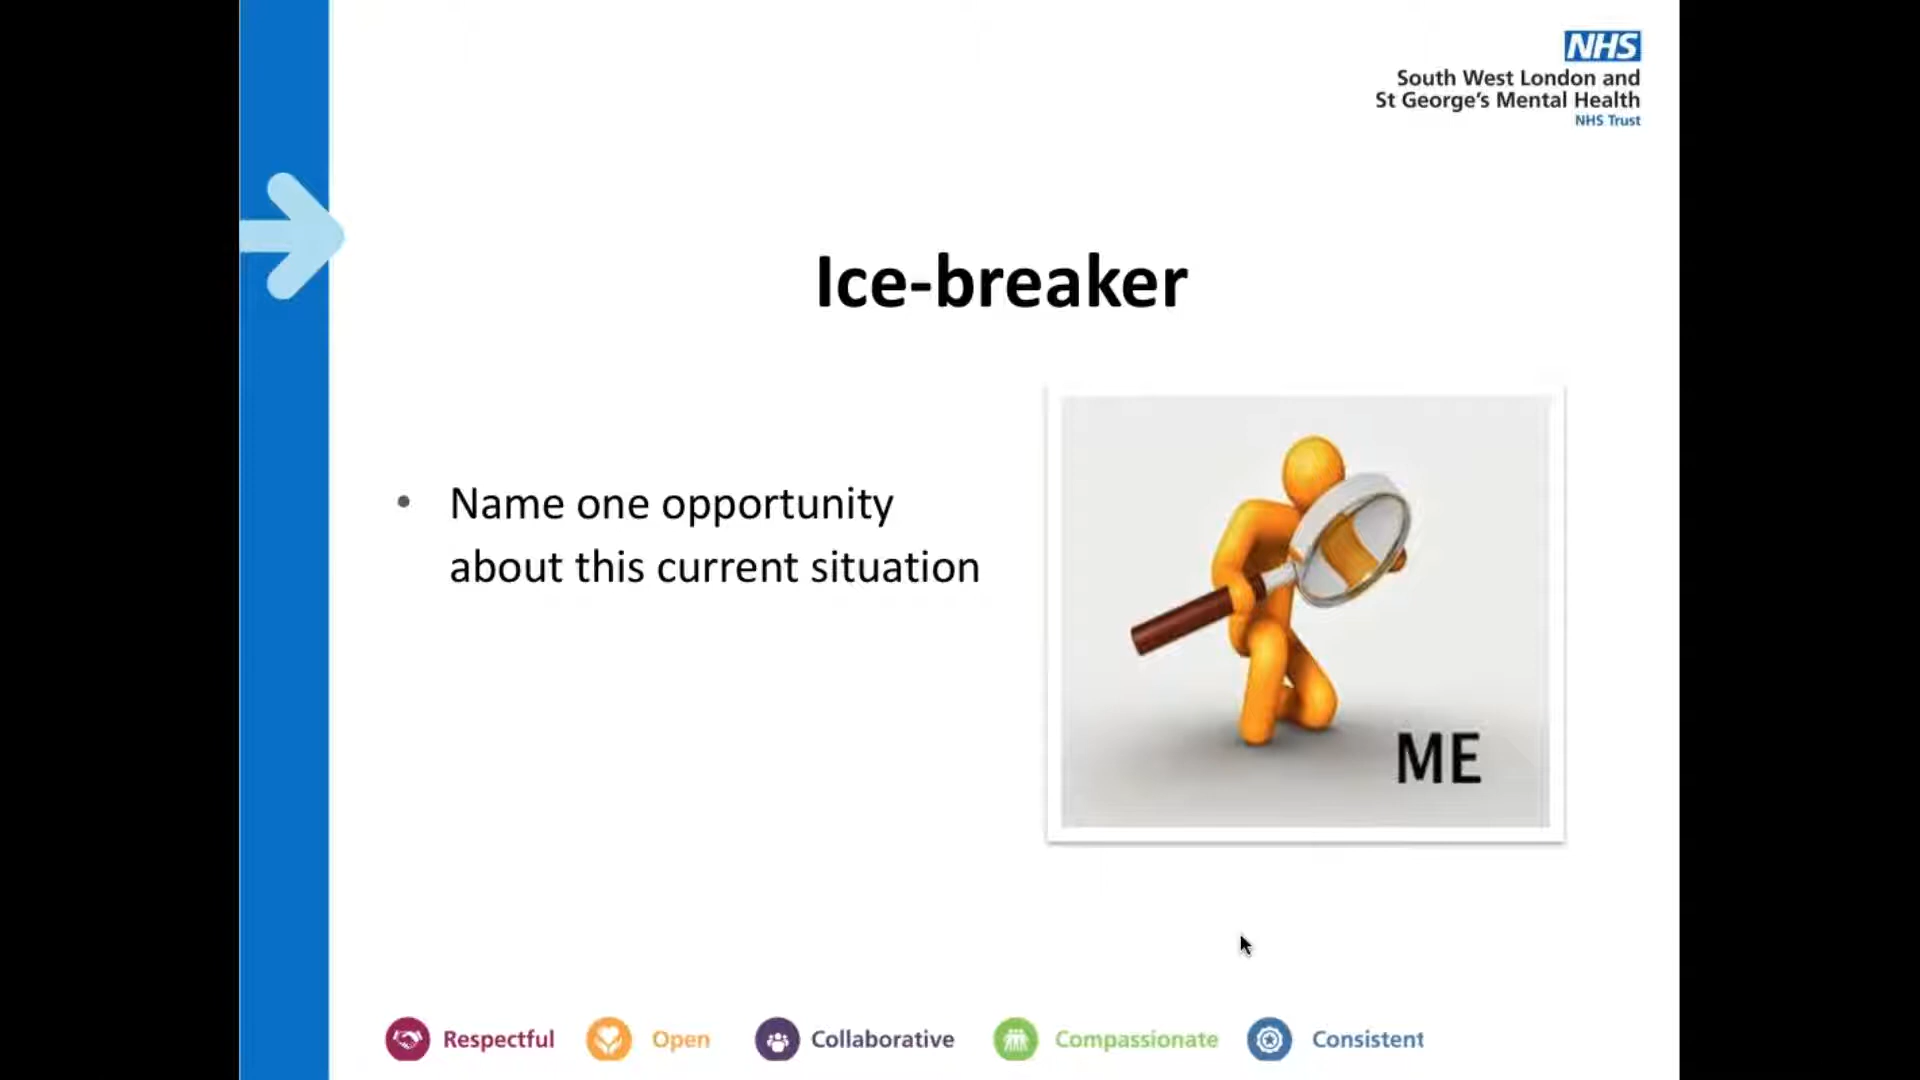 NHS
South West London and
St George's Mental Health
NHS Trust
Ice-breaker
• Name one opportunity
about this current situation
ME
Respectful
Open
Collaborative
Compassionate
Consistent